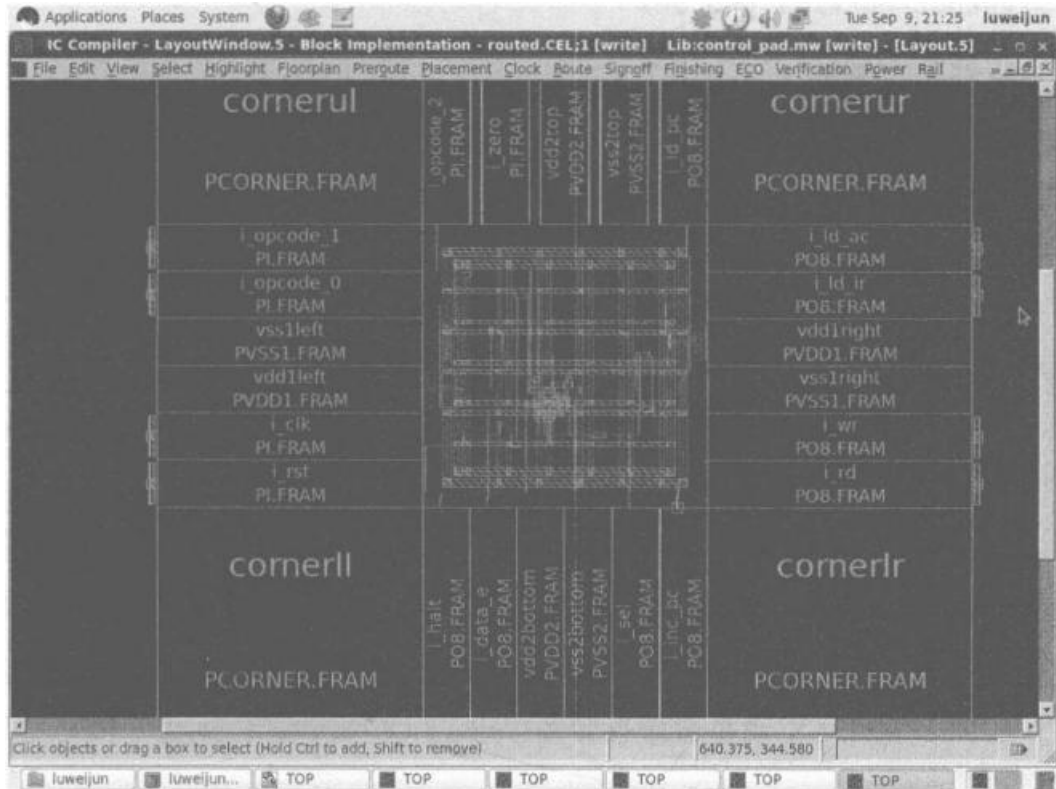 Applications Places System Tue Sep 9, 21:25 luweijun
IC Compiler - LayoutWindow.5 - Block Implementation - routed.CEL;1 [write] Lib:control_pad.mw [write] - [Layout.5]
File Edit View Select Highlight Floorplan Preroute Placement Clock Route Signoff Finishing ECO Verification Power Rail »
cornerul
PCORNER.FRAM
i_opcode_2
PI.FRAM
i_zero
PI.FRAM
vdd2top
PVDD2.FRAM
vss2top
PVSS2.FRAM
i_ld_pc
PO8.FRAM
cornerur
PCORNER.FRAM
i_opcode_1
PI.FRAM
i_opcode_0
PI.FRAM
vss1left
PVSS1.FRAM
vdd1left
PVDD1.FRAM
i_clk
PI.FRAM
i_rst
PI.FRAM
i_ld_ac
PO8.FRAM
i_ld_ir
PO8.FRAM
vdd1right
PVDD1.FRAM
vss1right
PVSS1.FRAM
i_wr
PO8.FRAM
i_rd
PO8.FRAM
cornerll
PCORNER.FRAM
i_halt
PO8.FRAM
i_data_e
PO8.FRAM
vdd2bottom
PVDD2.FRAM
vss2bottom
PVSS2.FRAM
i_sel
PO8.FRAM
i_inc_pc
PO8.FRAM
cornerlr
PCORNER.FRAM
Click objects or drag a box to select (Hold Ctrl to add, Shift to remove) 640.375, 344.580
luweijun luweijun... TOP TOP TOP TOP TOP TOP